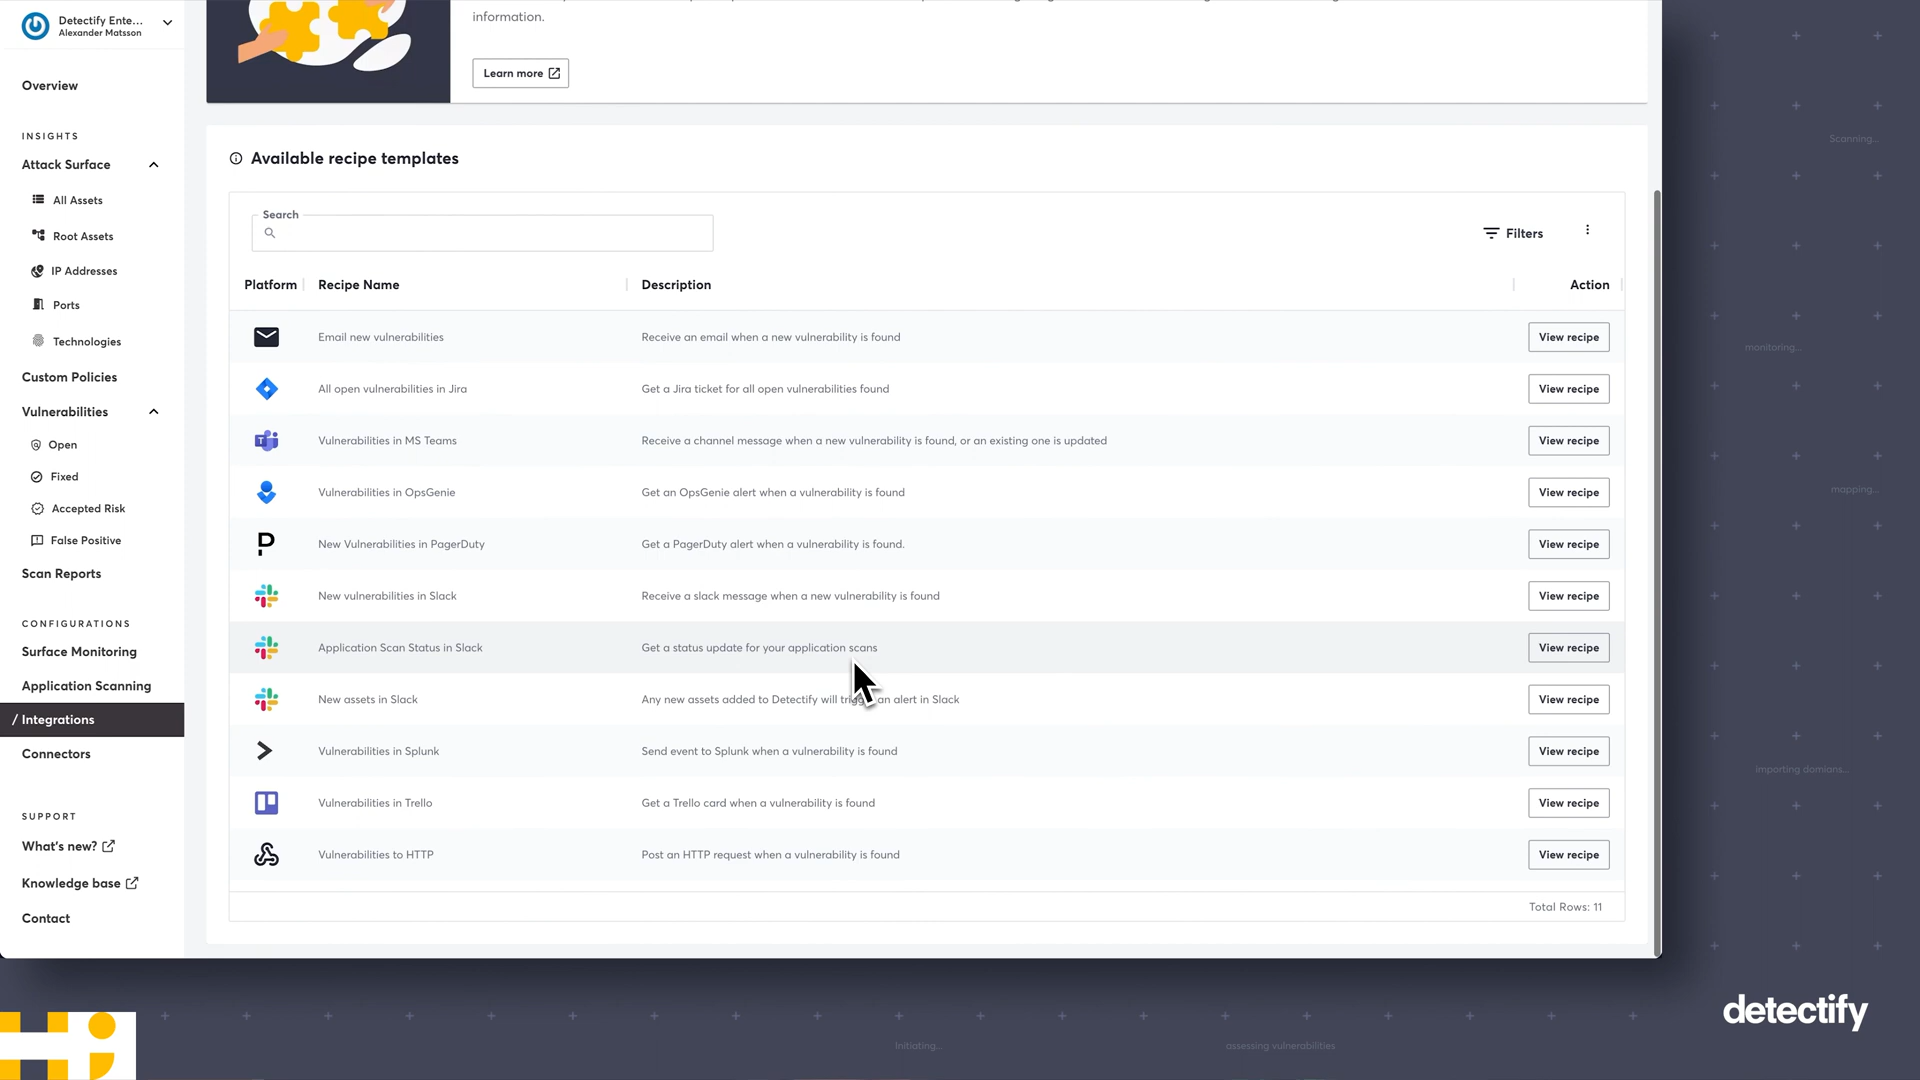 Detectify Ente...
Alexander Matsson
Overview
INSIGHTS
Attack Surface
All Assets
Root Assets
IP Addresses
Ports
Technologies
Custom Policies
Vulnerabilities
Open
Fixed
Accepted Risk
False Positive
Scan Reports
CONFIGURATIONS
Surface Monitoring
Application Scanning
/ Integrations
Connectors
SUPPORT
What's new?
Knowledge base
Contact
information.
Learn more
Available recipe templates
Search
Filters
Platform Recipe Name Description Action
Email new vulnerabilities Receive an email when a new vulnerability is found View recipe
All open vulnerabilities in Jira Get a Jira ticket for all open vulnerabilities found View recipe
Vulnerabilities in MS Teams Receive a channel message when a new vulnerability is found, or an existing one is updated View recipe
Vulnerabilities in OpsGenie Get an OpsGenie alert when a vulnerability is found View recipe
New Vulnerabilities in PagerDuty Get a PagerDuty alert when a vulnerability is found. View recipe
New vulnerabilities in Slack Receive a slack message when a new vulnerability is found View recipe
Application Scan Status in Slack Get a status update for your application scans View recipe
New assets in Slack Any new assets added to Detectify will an alert in Slack View recipe
Vulnerabilities in Splunk Send event to Splunk when a vulnerability is found View recipe
Vulnerabilities in Trello Get a Trello card when a vulnerability is found View recipe
Vulnerabilities to HTTP Post an HTTP request when a vulnerability is found View recipe
Total Rows: 11
Scanning...
monitoring...
mapping...
importing domians...
detectify
Initiating...
assessing vulnerabilities